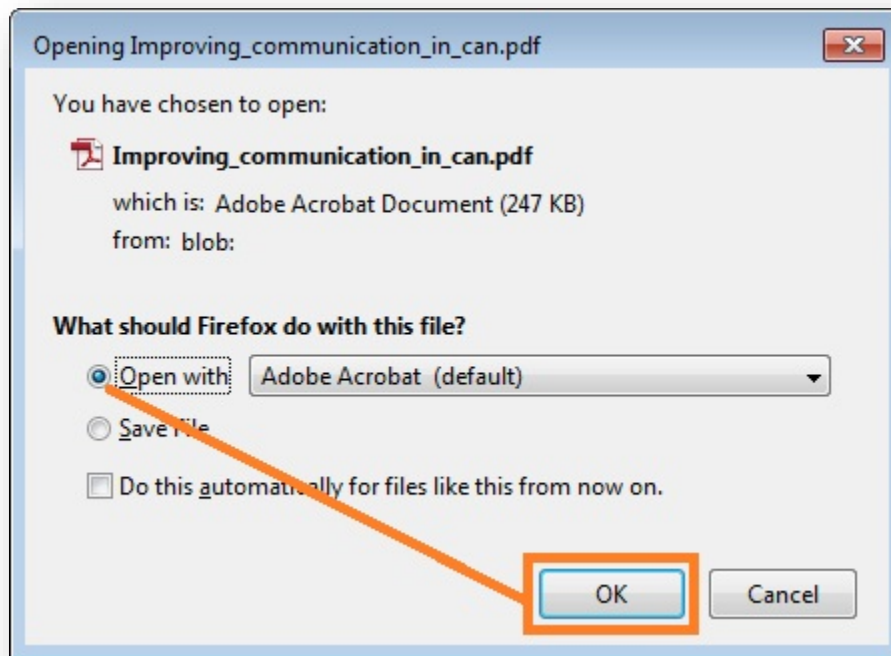 Opening Improving_communication_in_can.pdf
You have chosen to open:
Improving_communication_in_can.pdf
which is: Adobe Acrobat Document (247 KB)
from: blob:
What should Firefox do with this file?
Open with Adobe Acrobat (default)
Save File
Do this automatically for files like this from now on.
OK Cancel